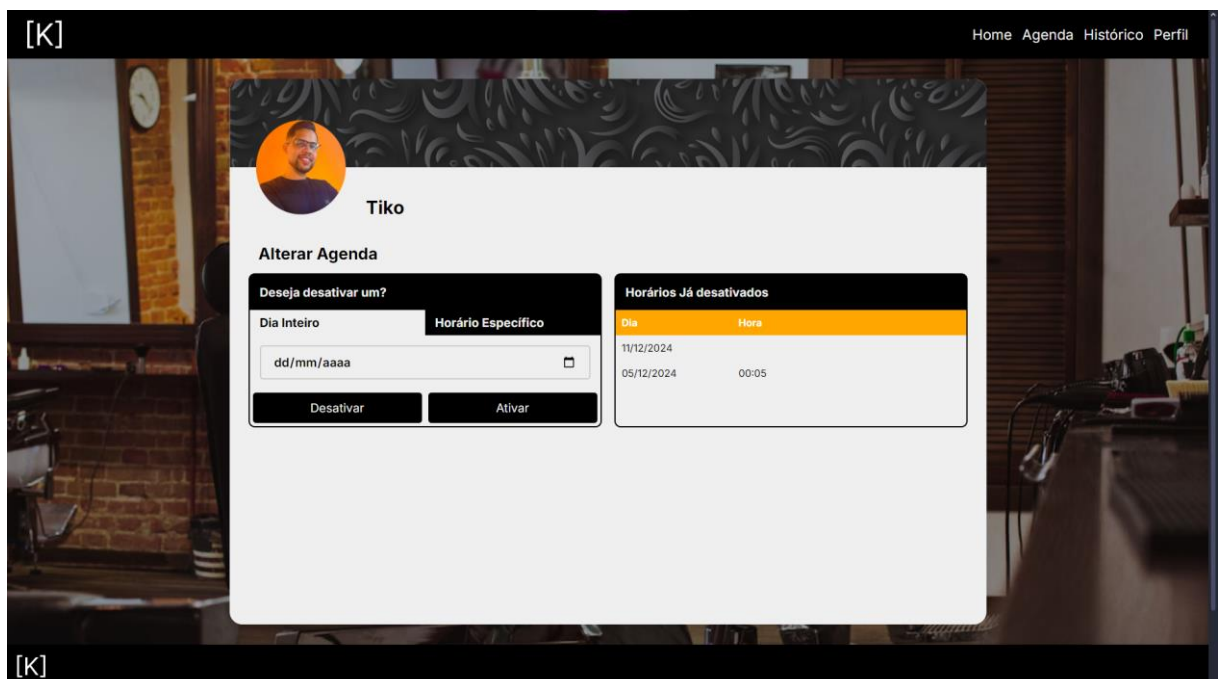 [K]
Home Agenda Histórico Perfil
Tiko
Alterar Agenda
Deseja desativar um?
Dia Inteiro Horário Específico
dd/mm/aaaa
Desativar Ativar
Horários Já desativados
Dia Hora
11/12/2024
05/12/2024 00:05
[K]